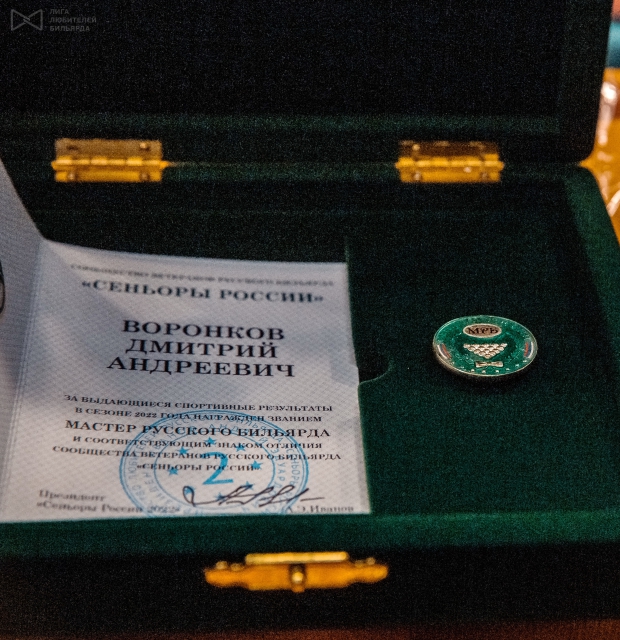 ЛИГА
ЛЮБИТЕЛЕЙ
БИЛЬЯРДА
СООБЩЕСТВО ВЕТЕРАНОВ РУССКОГО БИЛЬЯРДА
«СЕНЬОРЫ РОССИИ»
ВОРОНКОВ
ДМИТРИЙ
АНДРЕЕВИЧ
ЗА ВЫДАЮЩИЕСЯ СПОРТИВНЫЕ РЕЗУЛЬТАТЫ
В СЕЗОНЕ 2022 ГОДА НАГРАЖДЕН ЗВАНИЕМ
МАСТЕР РУССКОГО БИЛЬЯРДА
И СООТВЕТСТВУЮЩИМ ЗНАКОМ ОТЛИЧИЯ
СООБЩЕСТВА ВЕТЕРАНОВ РУССКОГО БИЛЬЯРДА
«СЕНЬОРЫ РОССИИ»
2
Президент
«Сеньоры России 2022» Э.Иванов
МРБ